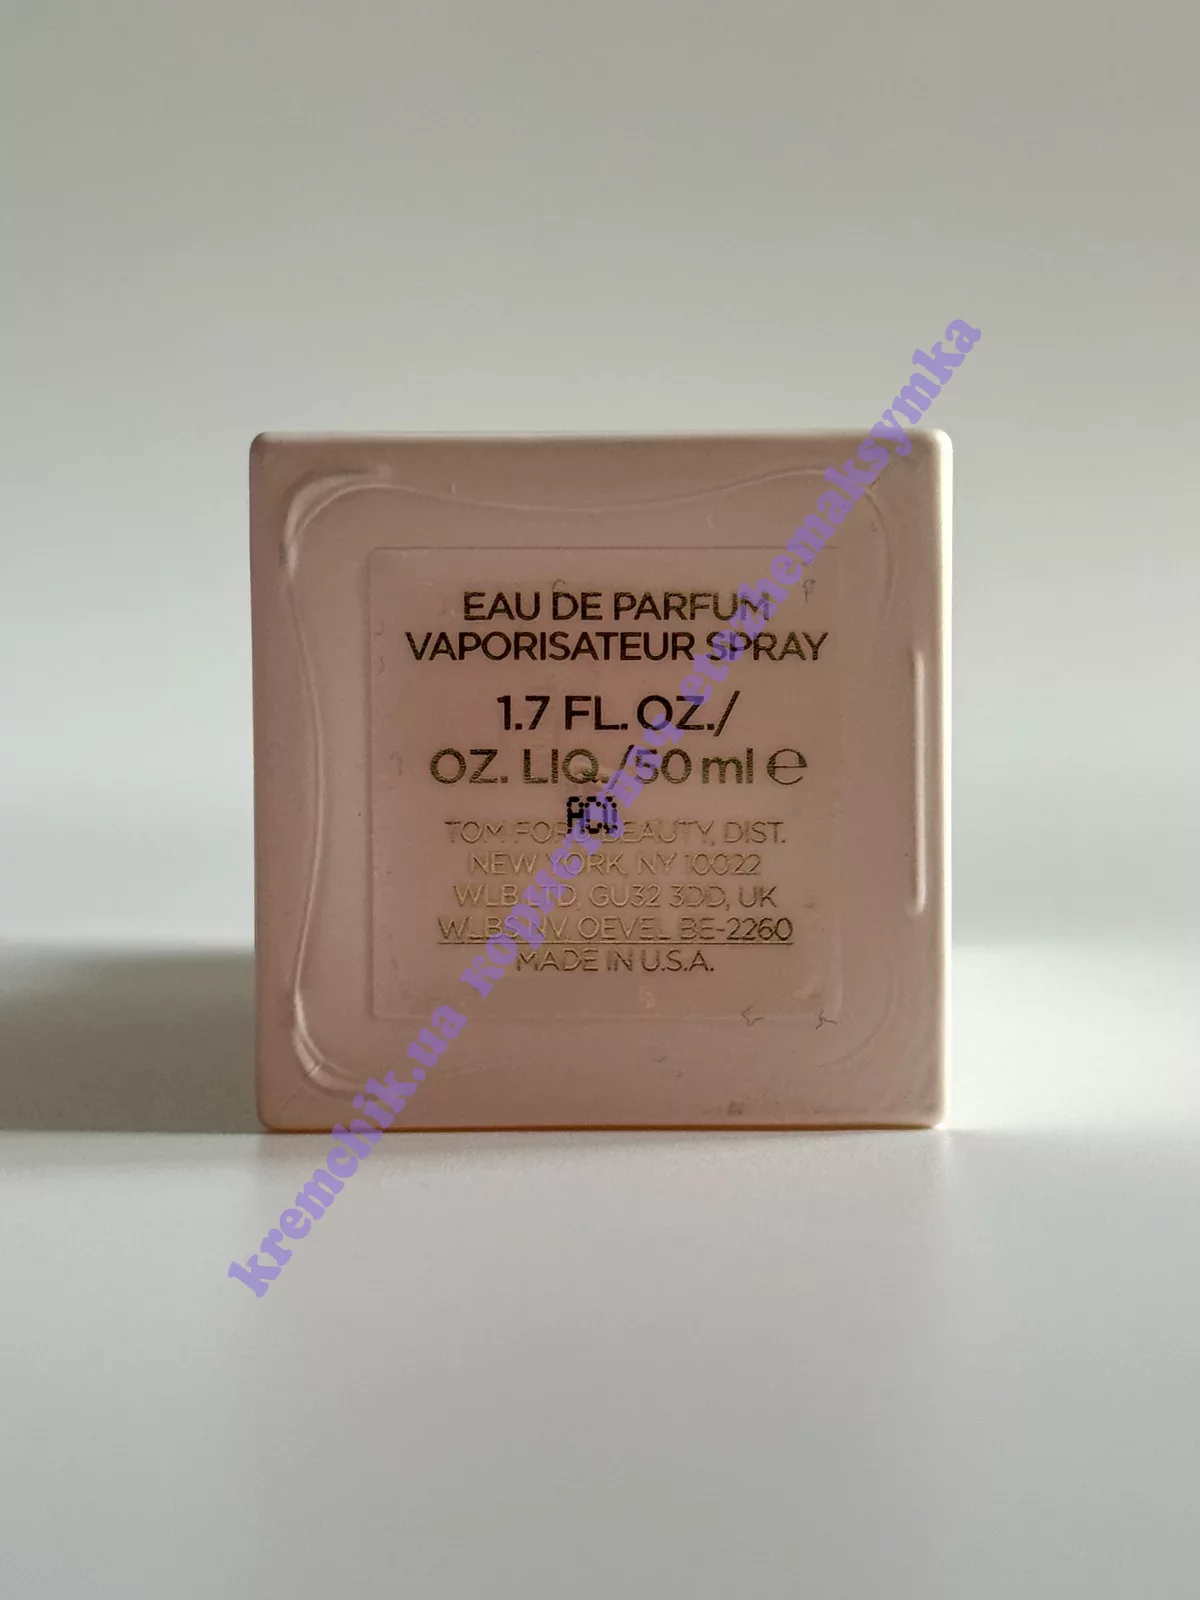 EAU DE PARFUM
VAPORISATEUR SPRAY
1.7 FL. OZ./
OZ. LIQ./50 ml ℮
TOM FORD BEAUTY, DIST.
NEW YORK, NY 10022
WLB LTD, GU32 3DD, UK
WLBS NV, OEVEL BE-2260
MADE IN U.S.A.
kremchik.ua